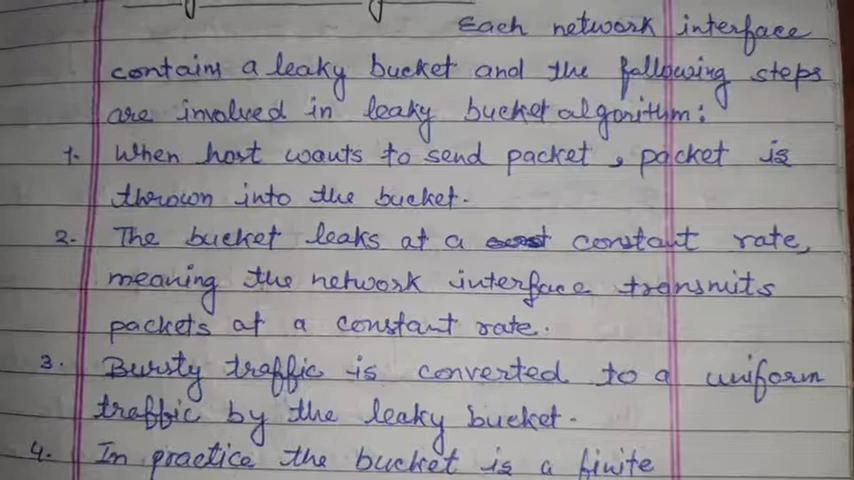 Each network interface
contains a leaky bucket and the following steps
are involved in leaky bucket algorithm:
1. When host wants to send packet, packet is
thrown into the bucket.
2. The bucket leaks at a constant rate,
meaning the network interface transmits
packets at a constant rate.
3. Bursty traffic is converted to a uniform
traffic by the leaky bucket.
4. In practice the bucket is a finite